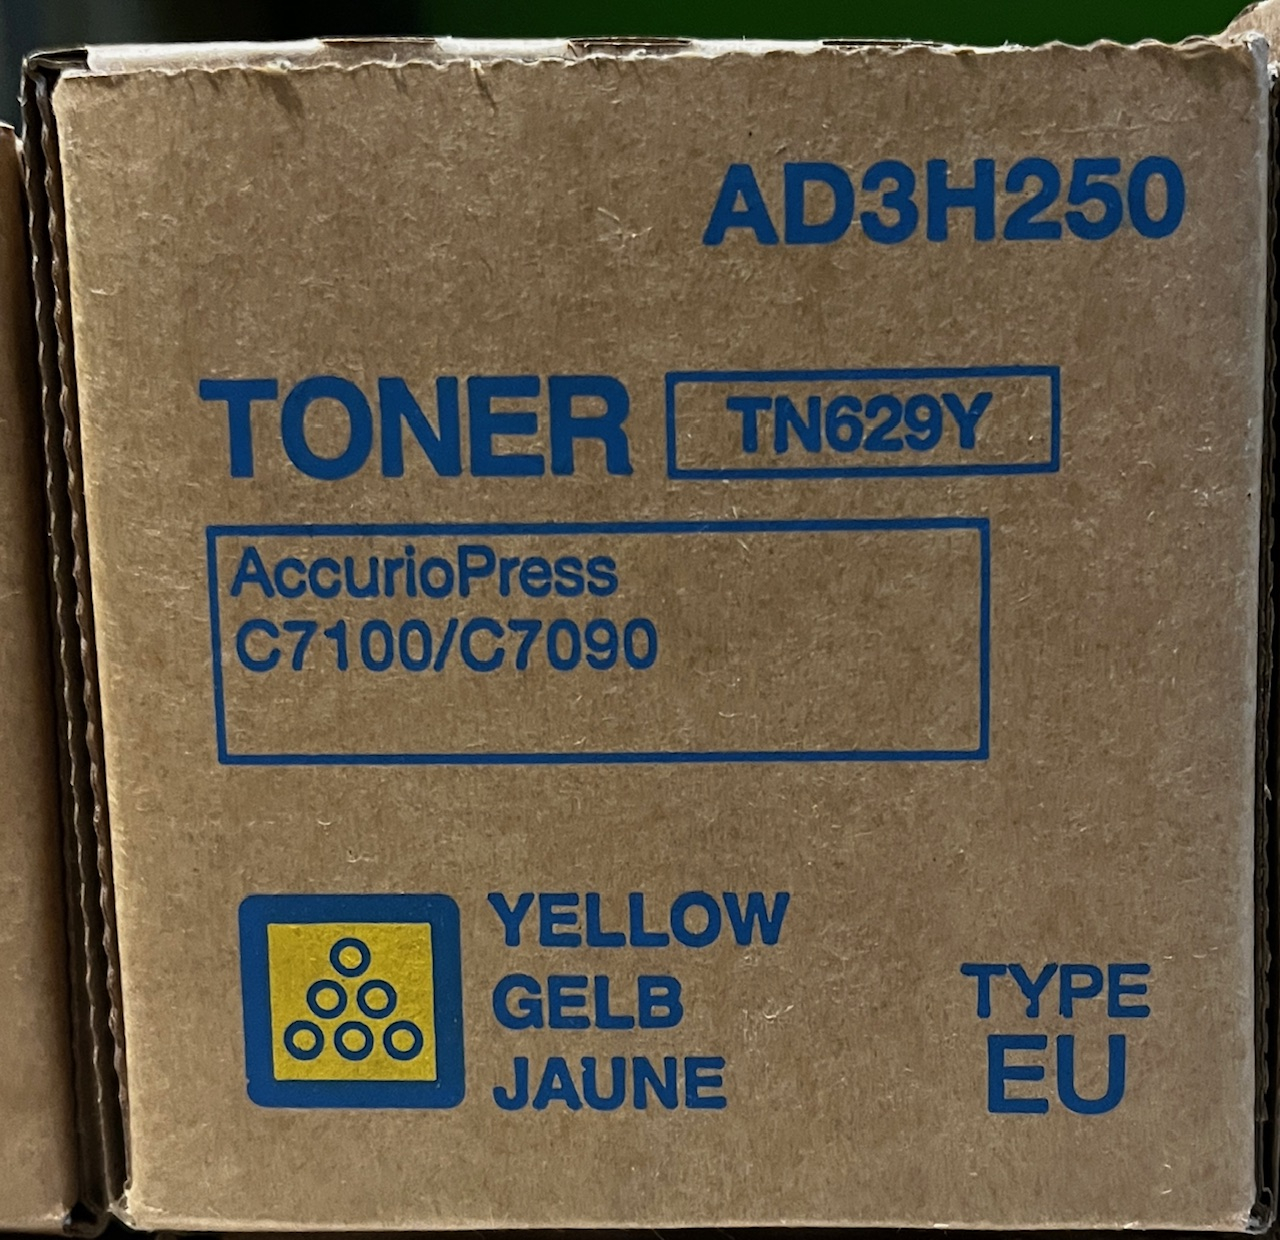 AD3H250
TONER TN629Y
AccurioPress
C7100/C7090
YELLOW
GELB
JAUNE
TYPE
EU